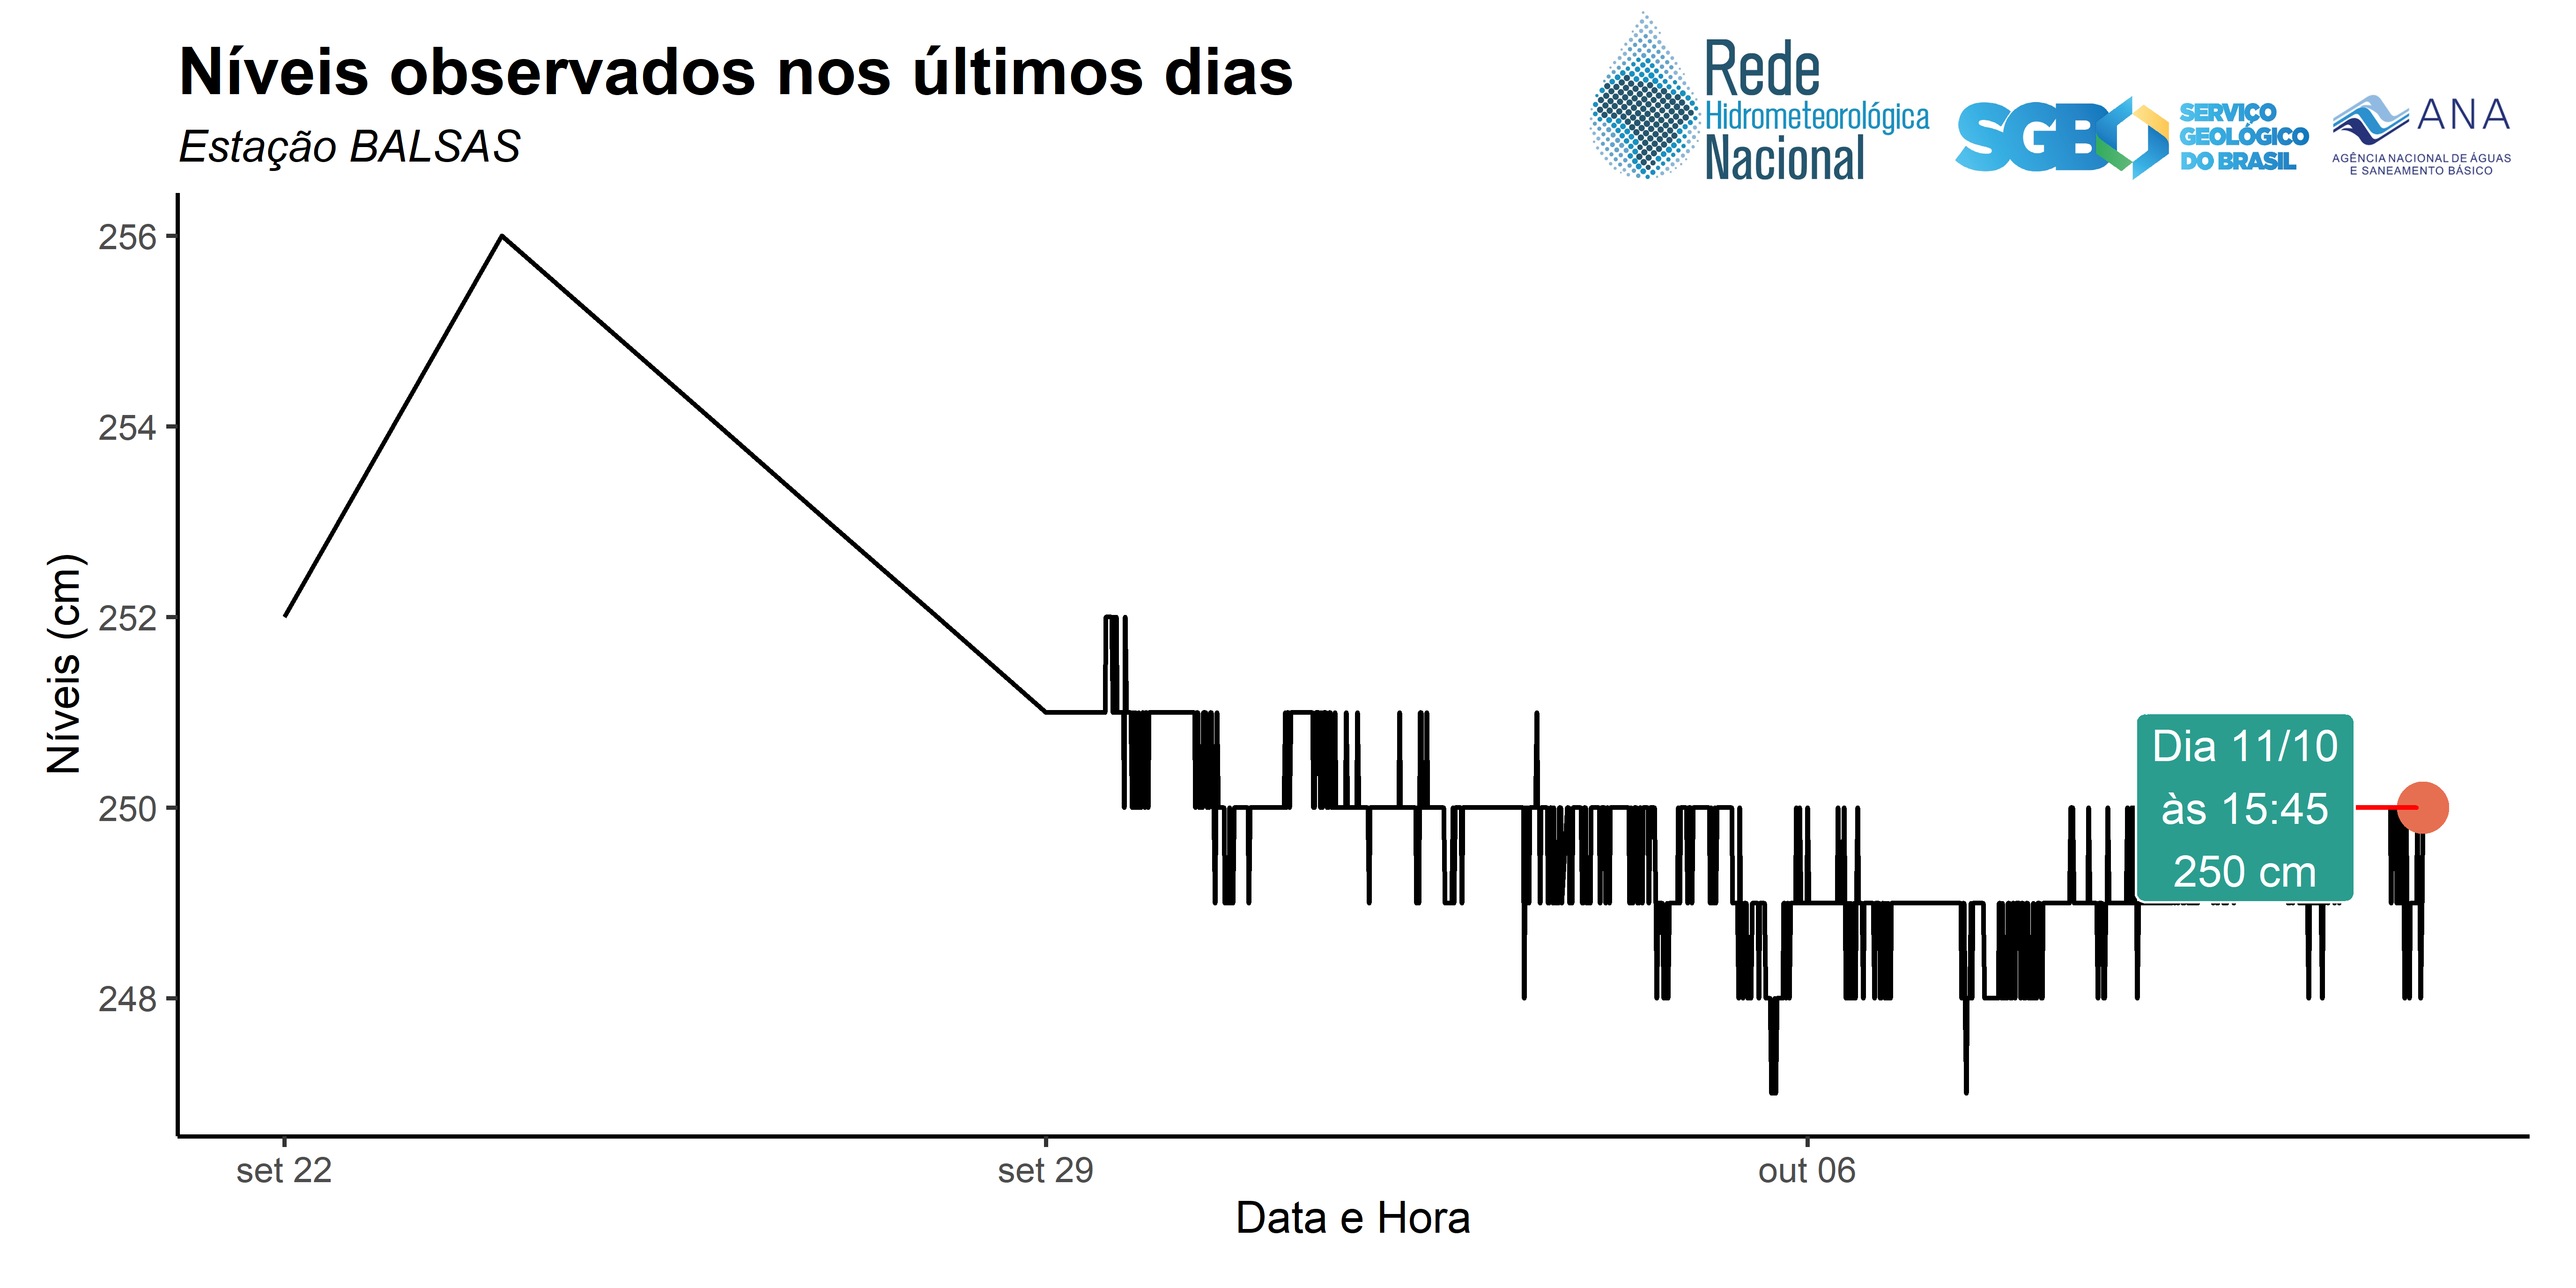 Níveis observados nos últimos dias
Estação BALSAS
Rede
Hidrometeorológica
Nacional
SGB
SERVIÇO
GEOLÓGICO
DO BRASIL
ANA
AGÊNCIA NACIONAL DE ÁGUAS
E SANEAMENTO BÁSICO
Níveis (cm)
256
254
252
250
248
Dia 11/10
às 15:45
250 cm
set 22
set 29
out 06
Data e Hora